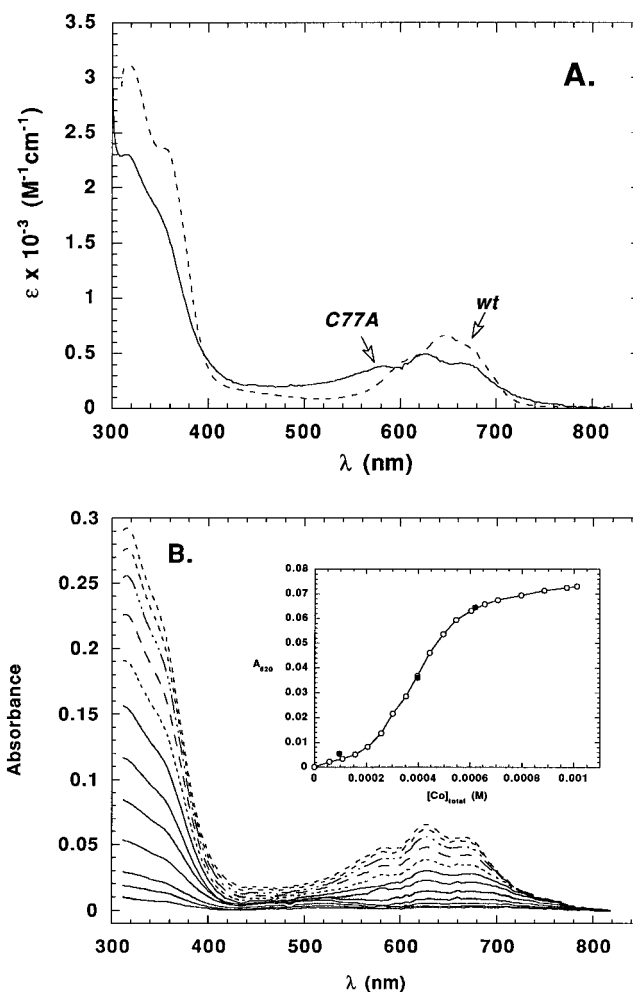 A.
3.5
3
2.5
2
1.5
1
0.5
0
ε x 10⁻³ (M⁻¹cm⁻¹)
C77A
wt
300 400 500 600 700 800
λ (nm)
B.
0.3
0.25
0.2
0.15
0.1
0.05
0
Absorbance
0.08
0.07
0.06
0.05
0.04
0.03
0.02
0.01
0
A₆₂₀
0 0.0002 0.0004 0.0006 0.0008 0.001
[Co]total (M)
300 400 500 600 700 800
λ (nm)